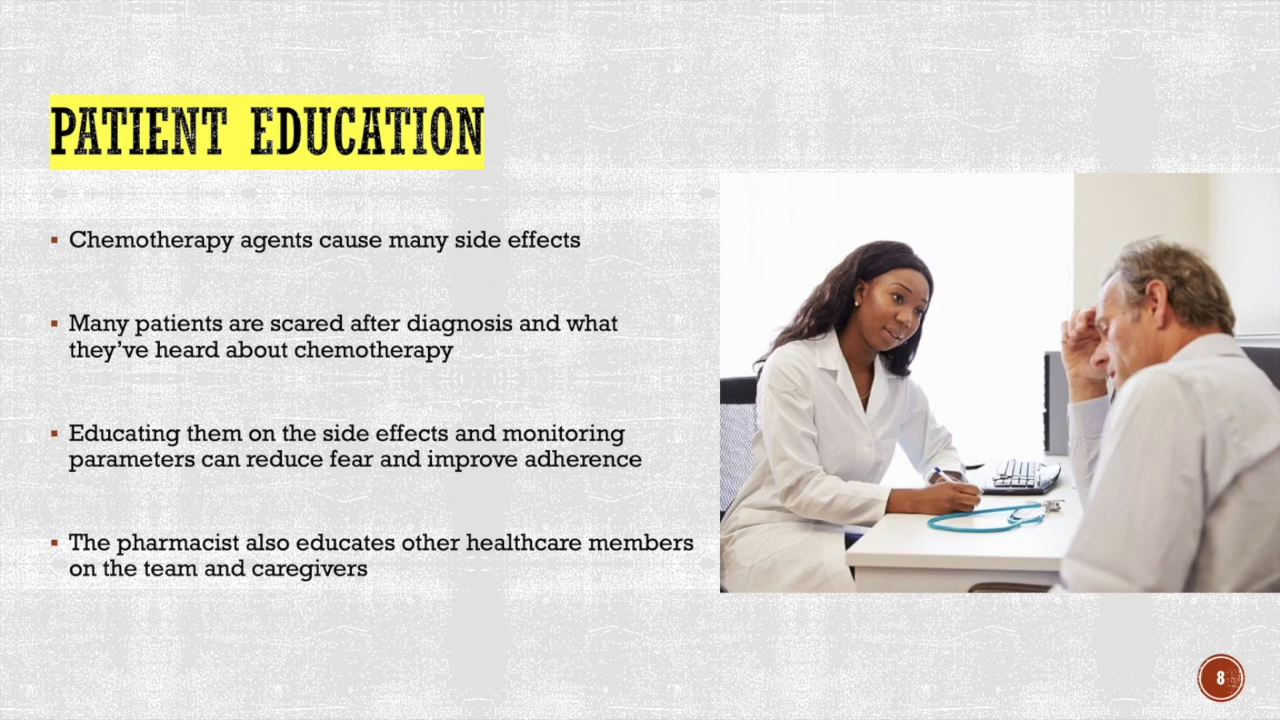 PATIENT EDUCATION
▪ Chemotherapy agents cause many side effects
▪ Many patients are scared after diagnosis and what
they’ve heard about chemotherapy
▪ Educating them on the side effects and monitoring
parameters can reduce fear and improve adherence
▪ The pharmacist also educates other healthcare members
on the team and caregivers
8